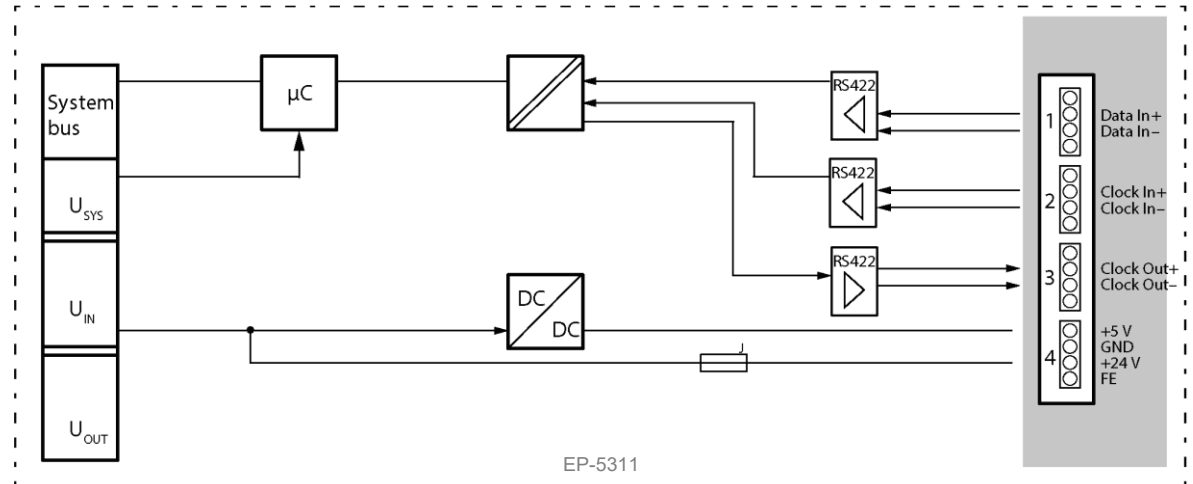 System
bus
U SYS
U IN
U OUT
µC
DC
DC
RS422
RS422
RS422
J
1
2
3
4
Data In+
Data In−
Clock In+
Clock In−
Clock Out+
Clock Out−
+5 V
GND
+24 V
FE
EP-5311